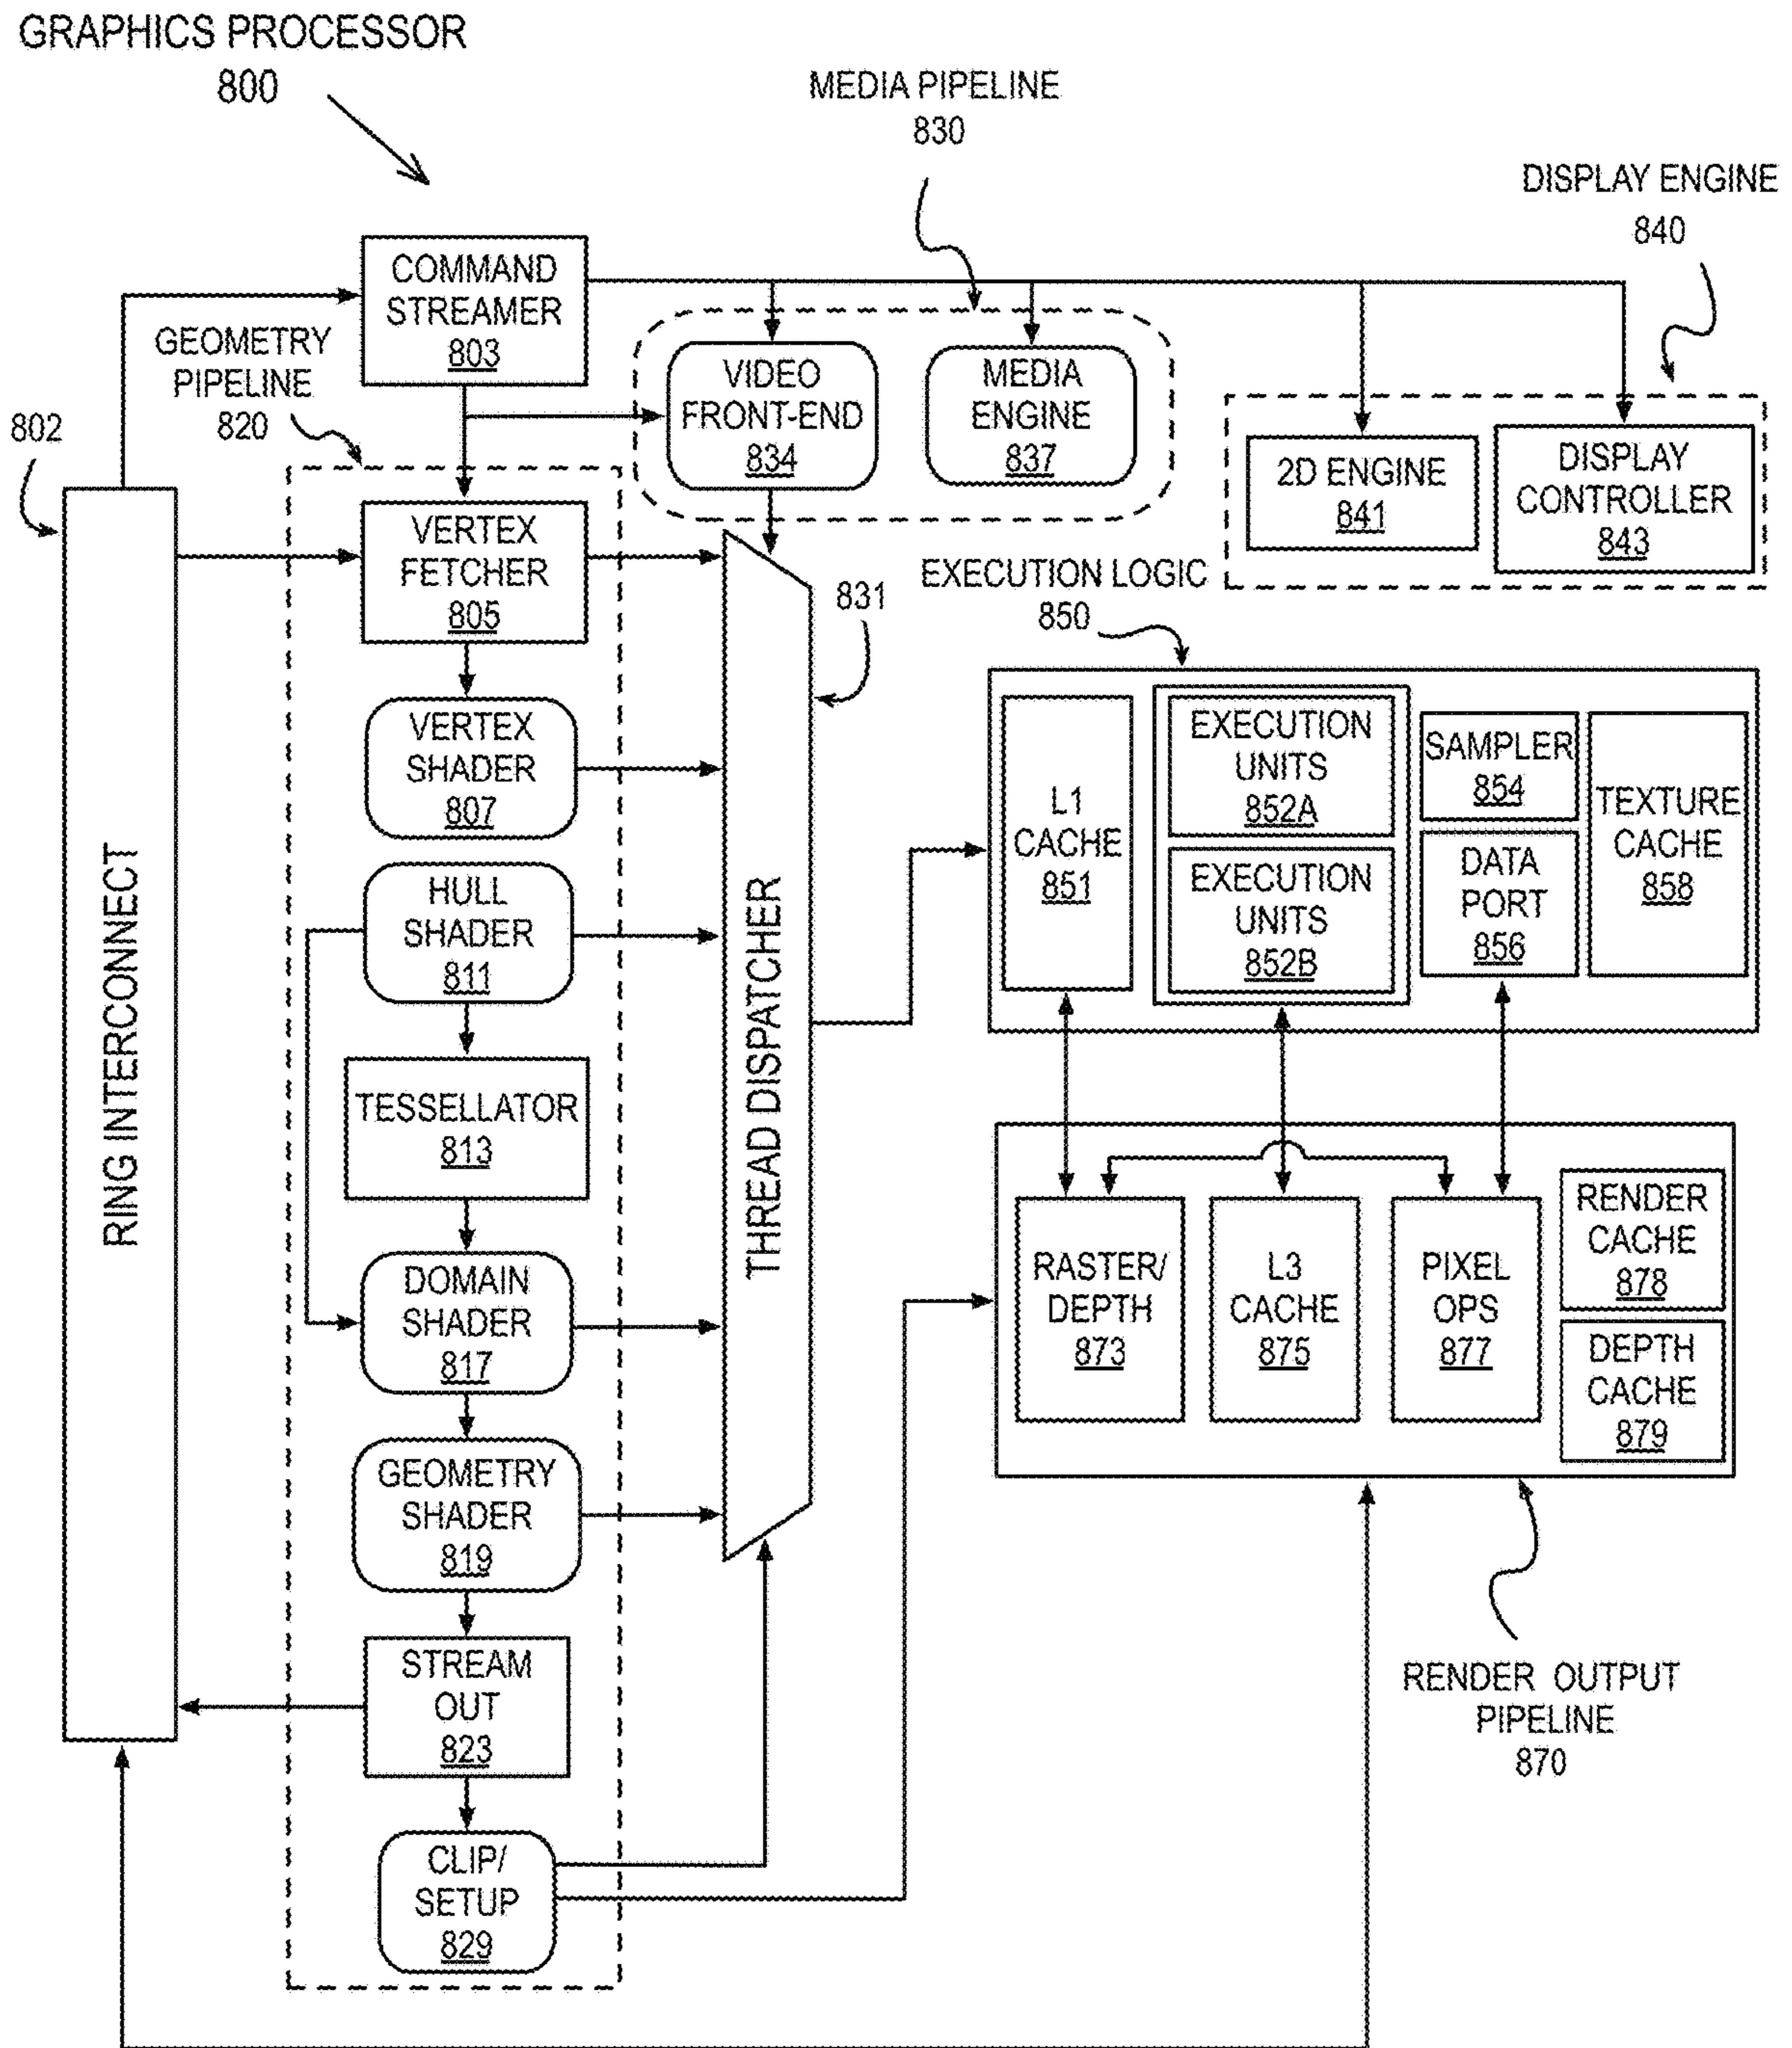 GRAPHICS PROCESSOR
800
MEDIA PIPELINE
830
DISPLAY ENGINE
840
COMMAND
STREAMER
803
GEOMETRY
PIPELINE
820
802
VIDEO
FRONT-END
834
MEDIA
ENGINE
837
2D ENGINE
841
DISPLAY
CONTROLLER
843
VERTEX
FETCHER
805
EXECUTION LOGIC
850
831
VERTEX
SHADER
807
HULL
SHADER
811
TESSELLATOR
813
DOMAIN
SHADER
817
GEOMETRY
SHADER
819
STREAM
OUT
823
CLIP/
SETUP
829
RING INTERCONNECT
THREAD DISPATCHER
L1
CACHE
851
EXECUTION
UNITS
852A
EXECUTION
UNITS
852B
SAMPLER
854
DATA
PORT
856
TEXTURE
CACHE
858
RASTER/
DEPTH
873
L3
CACHE
875
PIXEL
OPS
877
RENDER
CACHE
878
DEPTH
CACHE
879
RENDER OUTPUT
PIPELINE
870